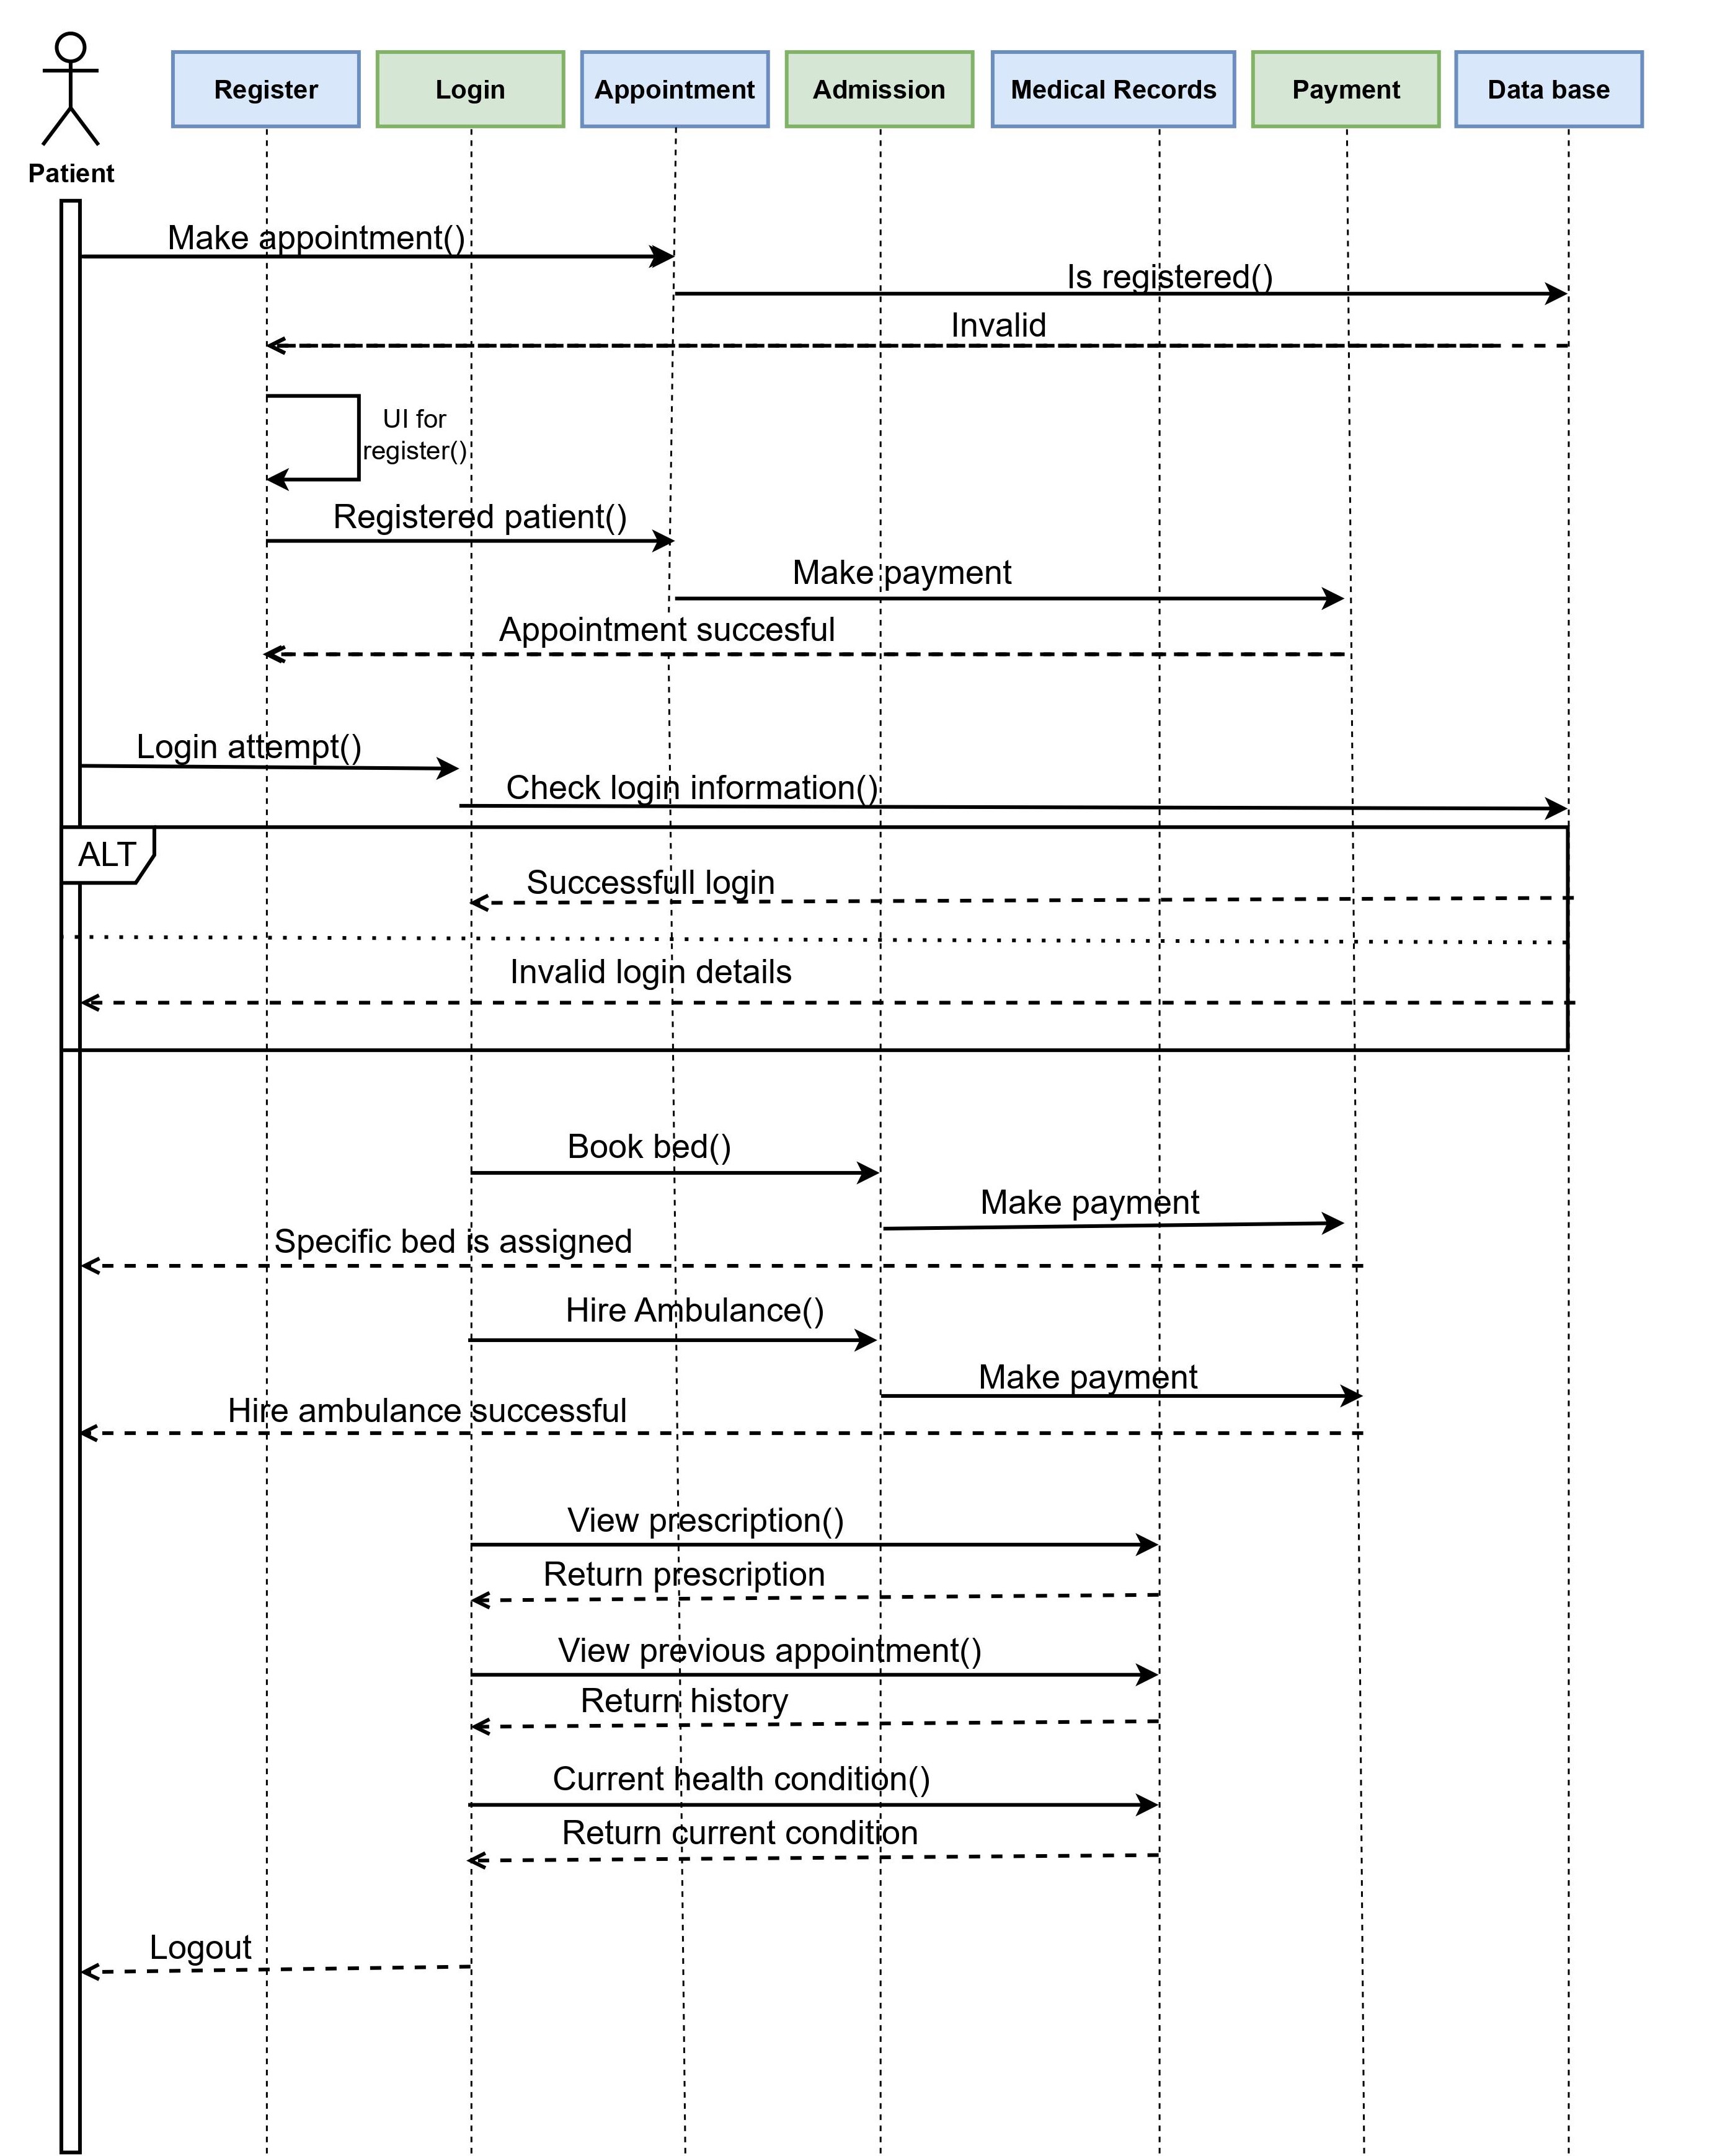 Register
Login
Appointment
Admission
Medical Records
Payment
Data base
Patient
Make appointment()
Is registered()
Invalid
UI for
register()
Registered patient()
Make payment
Appointment succesful
Login attempt()
Check login information()
ALT
Successfull login
Invalid login details
Book bed()
Make payment
Specific bed is assigned
Hire Ambulance()
Make payment
Hire ambulance successful
View prescription()
Return prescription
View previous appointment()
Return history
Current health condition()
Return current condition
Logout